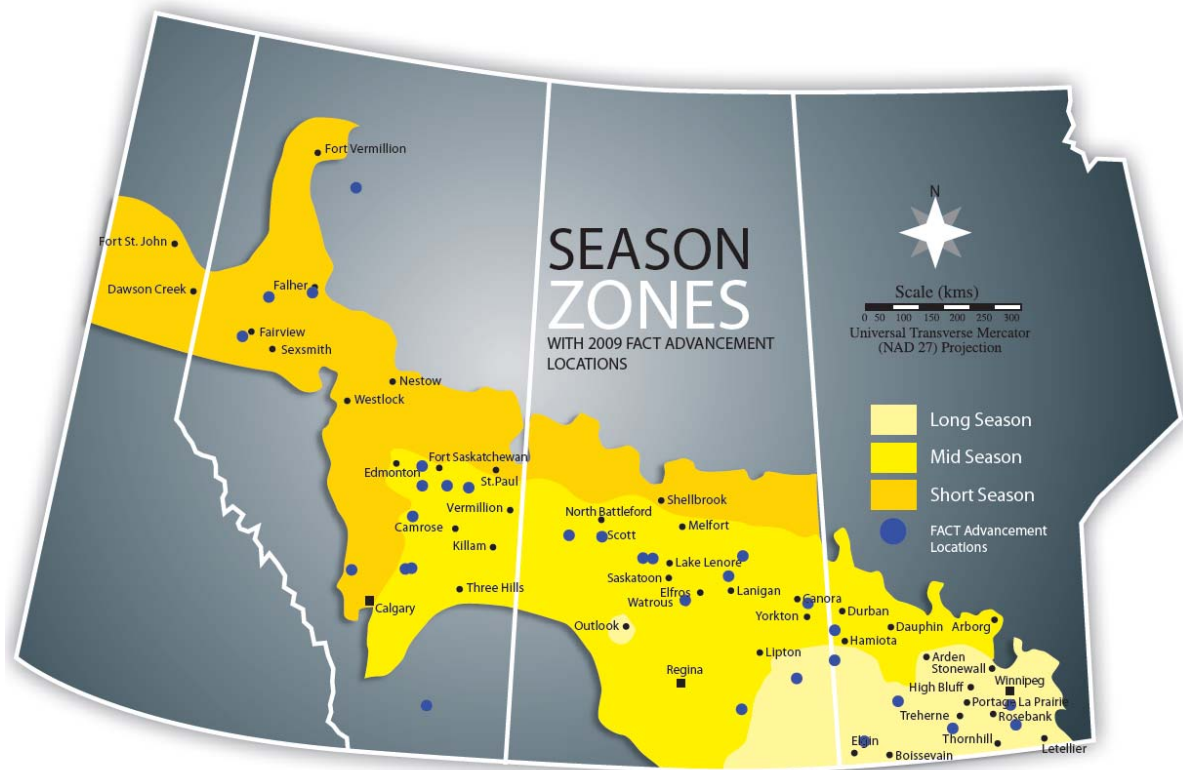 SEASON
ZONES
WITH 2009 FACT ADVANCEMENT
LOCATIONS
N
Scale (kms)
0 50 100 150 200 250 300
Universal Transverse Mercator
(NAD 27) Projection
Long Season
Mid Season
Short Season
FACT Advancement
Locations
Fort Vermillion
Fort St. John
Dawson Creek
Falher
Fairview
Sexsmith
Nestow
Westlock
Edmonton
Fort Saskatchewan
St.Paul
Vermillion
Camrose
Killam
Three Hills
Calgary
Shellbrook
North Battleford
Melfort
Scott
Lake Lenore
Saskatoon
Elfros
Lanigan
Watrous
Canora
Yorkton
Outlook
Lipton
Regina
Durban
Dauphin
Arborg
Hamiota
Arden
Stonewall
High Bluff
Winnipeg
Portage La Prairie
Treherne
Rosebank
Elgin
Thornhill
Boissevain
Letellier